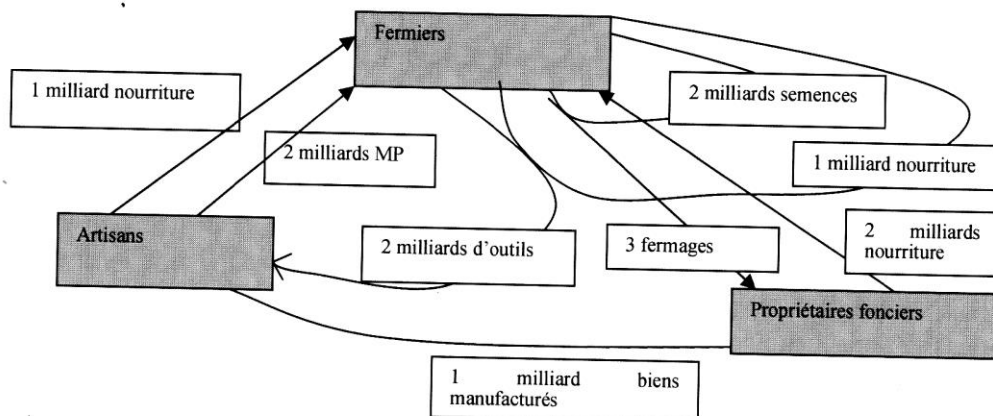 Fermiers
1 milliard nourriture
2 milliards semences
2 milliards MP
1 milliard nourriture
Artisans
2 milliards d'outils
3 fermages
2 milliards
nourriture
Propriétaires fonciers
1 milliard biens
manufacturés